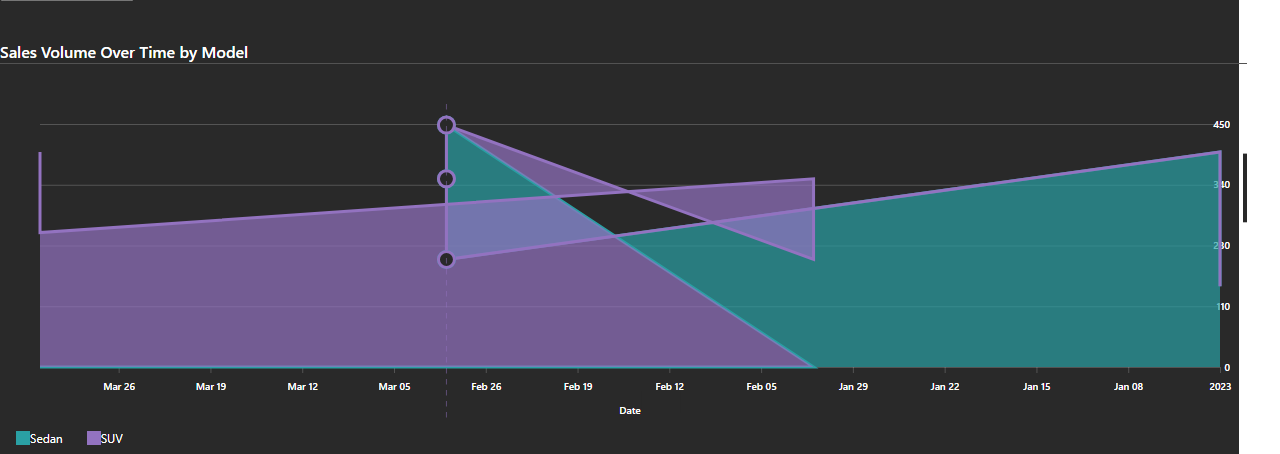 Sales Volume Over Time by Model
450
340
230
110
0
Mar 26 Mar 19 Mar 12 Mar 05 Feb 26 Feb 19 Feb 12 Feb 05 Jan 29 Jan 22 Jan 15 Jan 08 2023
Date
Sedan SUV